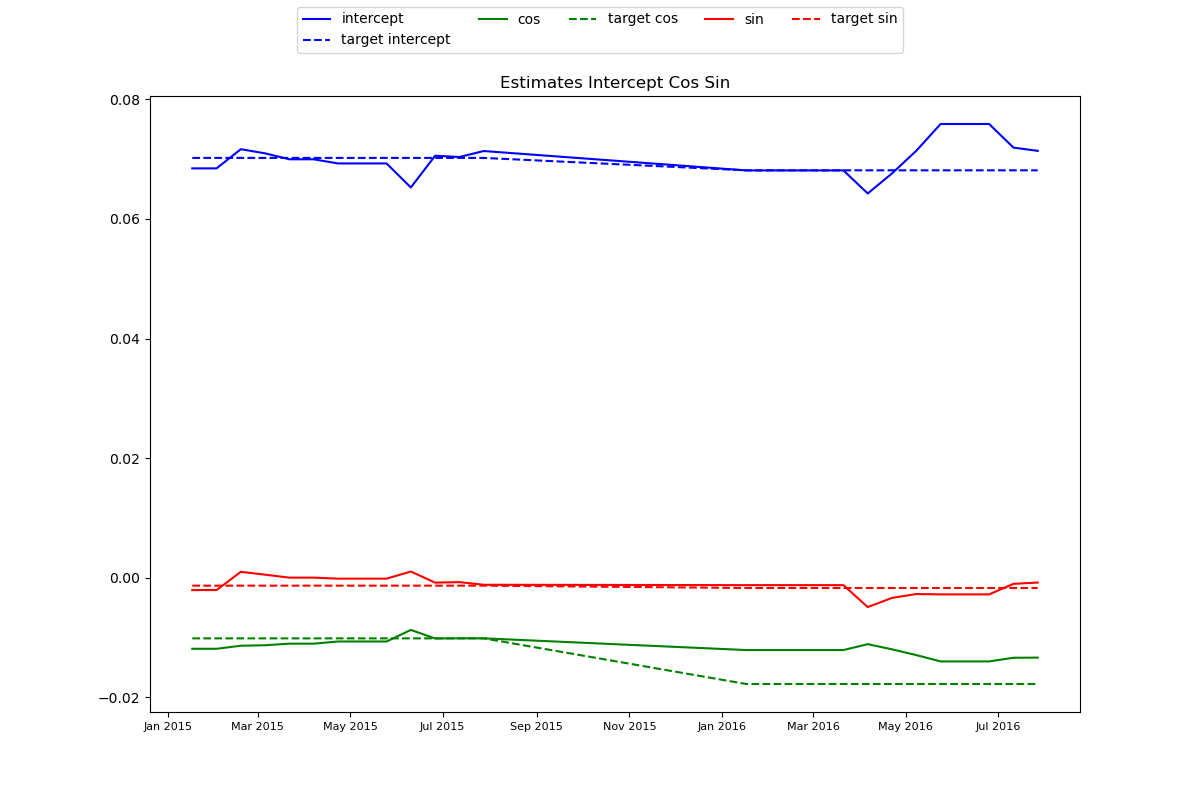 intercept cos target cos sin target sin
target intercept
Estimates Intercept Cos Sin
0.08
0.06
0.04
0.02
0.00
−0.02
Jan 2015 Mar 2015 May 2015 Jul 2015 Sep 2015 Nov 2015 Jan 2016 Mar 2016 May 2016 Jul 2016